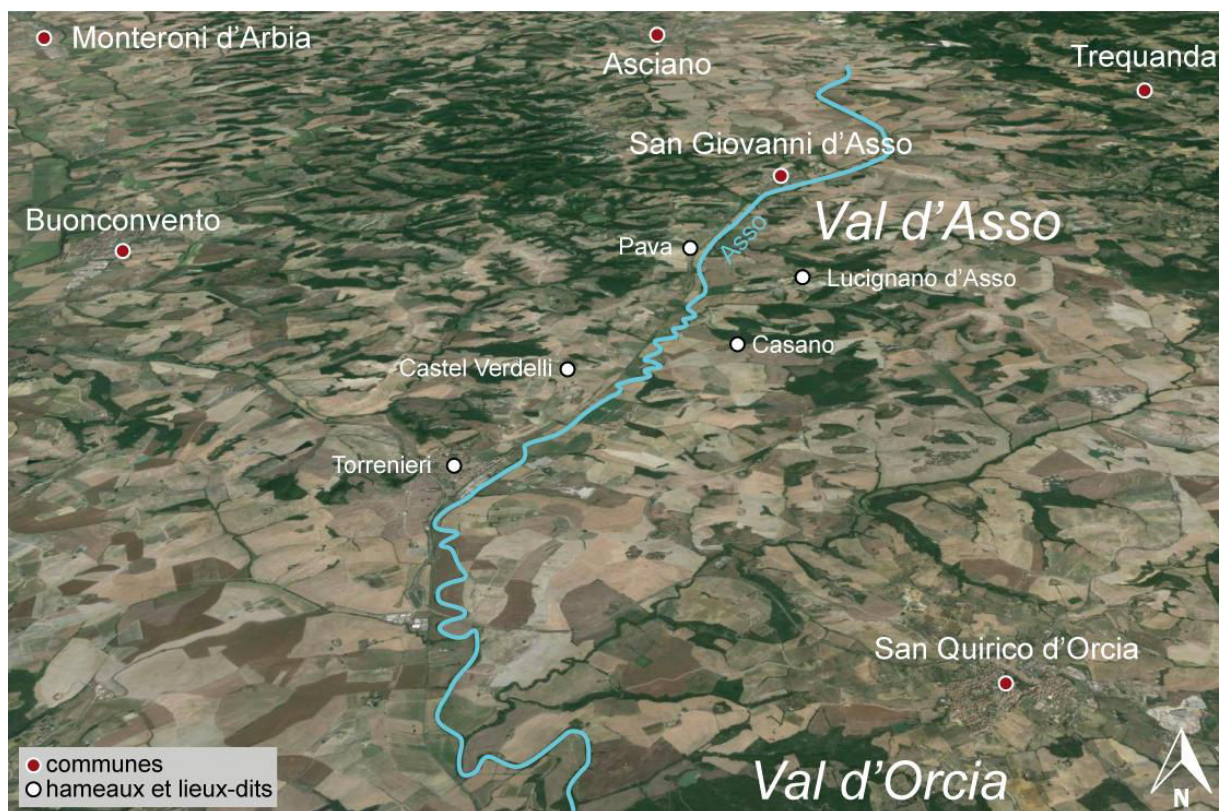 Monteroni d'Arbia
Asciano
Trequanda
San Giovanni d'Asso
Buonconvento
Val d'Asso
Pava
Asso
Lucignano d'Asso
Casano
Castel Verdelli
Torrenieri
San Quirico d'Orcia
communes
hameaux et lieux-dits
Val d'Orcia
N